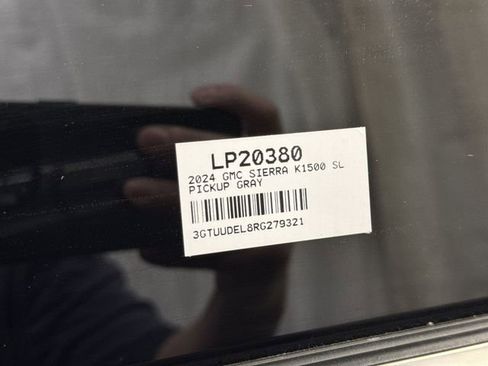 LP20380
2024 GMC SIERRA K1500 SL
PICKUP GRAY
3GTUUDEL8RG279321